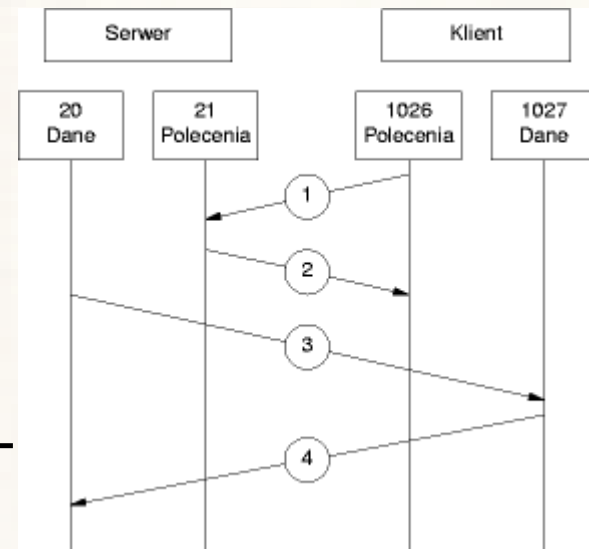 Serwer
Klient
20
Dane
21
Polecenia
1026
Polecenia
1027
Dane
1
2
3
4